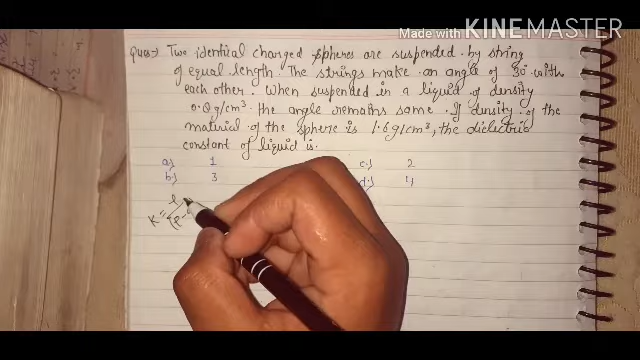 Made with KINEMASTER
Ques:→ Two identical charged spheres are suspended by string
of equal length. The strings make an angle of 30° with
each other. When suspended in a liquid of density
0.8g/cm³ the angle remains same. If density of the
material of the sphere is 1.6g/cm³, the dielectric
constant of liquid is.
a) 1 c) 2
b) 3 d) 4
K =